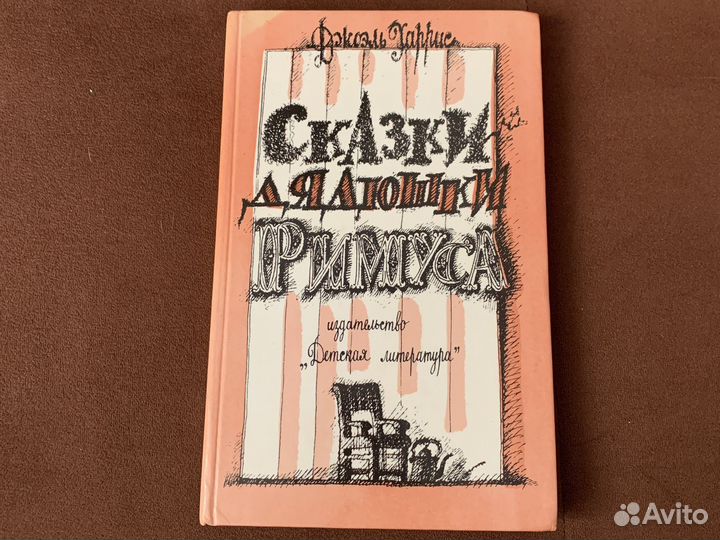 Джоэль Харрис
Сказки
дядюшки
Римуса
издательство
„Детская литература"
Avito